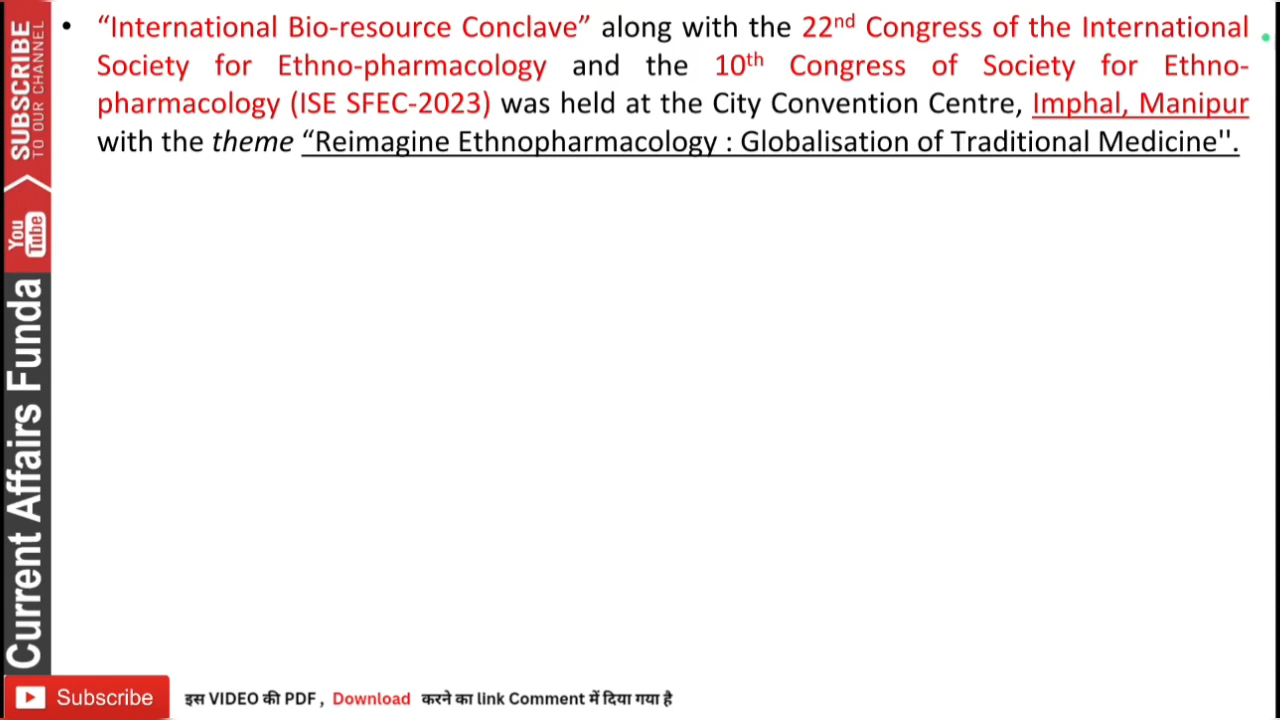 • “International Bio-resource Conclave” along with the 22nd Congress of the International
Society for Ethno-pharmacology and the 10th Congress of Society for Ethno-
pharmacology (ISE SFEC-2023) was held at the City Convention Centre, Imphal, Manipur
with the theme “Reimagine Ethnopharmacology : Globalisation of Traditional Medicine''.
SUBSCRIBE
TO OUR CHANNEL
You
Tube
Current Affairs Funda
Subscribe
इस VIDEO की PDF , Download करने का link Comment में दिया गया है